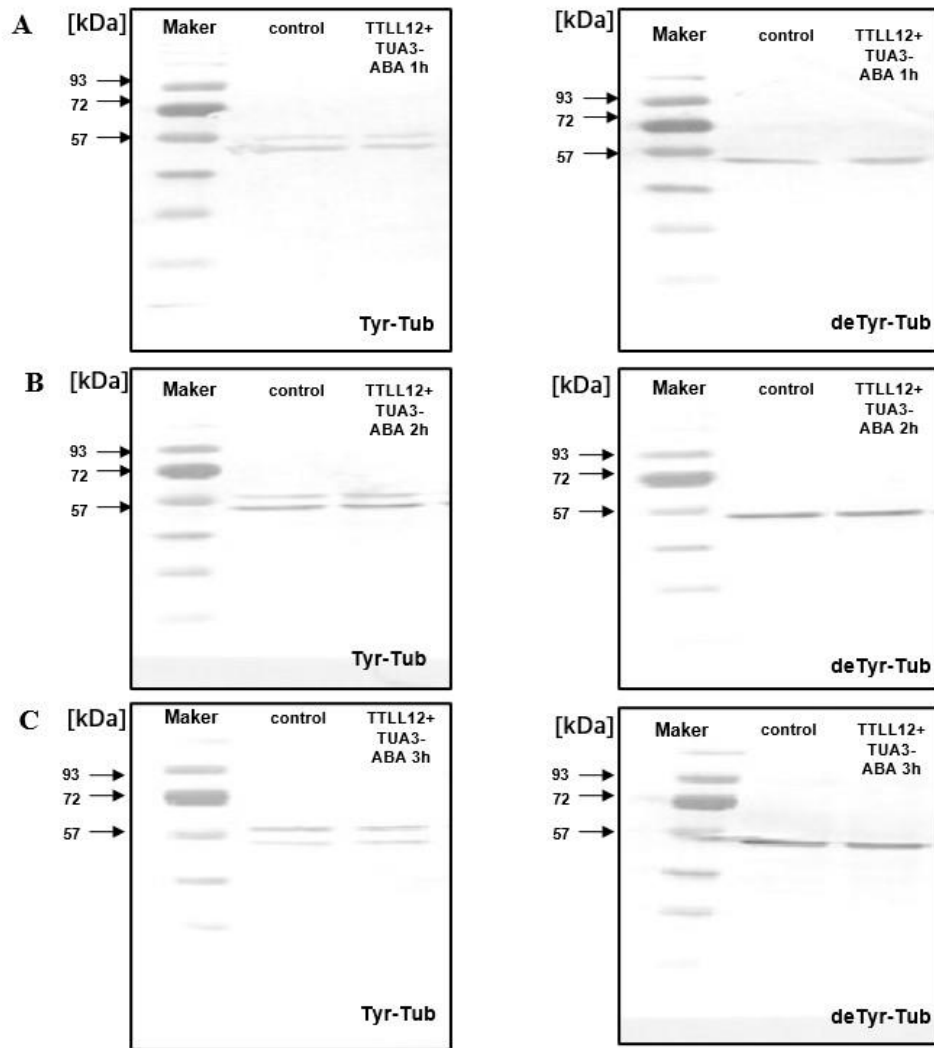 A
[kDa]
Maker
control
TTLL12+
TUA3-
ABA 1h
93
72
57
Tyr-Tub
[kDa]
Maker
control
TTLL12+
TUA3-
ABA 1h
93
72
57
deTyr-Tub
B
[kDa]
Maker
control
TTLL12+
TUA3-
ABA 2h
93
72
57
Tyr-Tub
[kDa]
Maker
control
TTLL12+
TUA3-
ABA 2h
93
72
57
deTyr-Tub
C
[kDa]
Maker
control
TTLL12+
TUA3-
ABA 3h
93
72
57
Tyr-Tub
[kDa]
Maker
control
TTLL12+
TUA3-
ABA 3h
93
72
57
deTyr-Tub